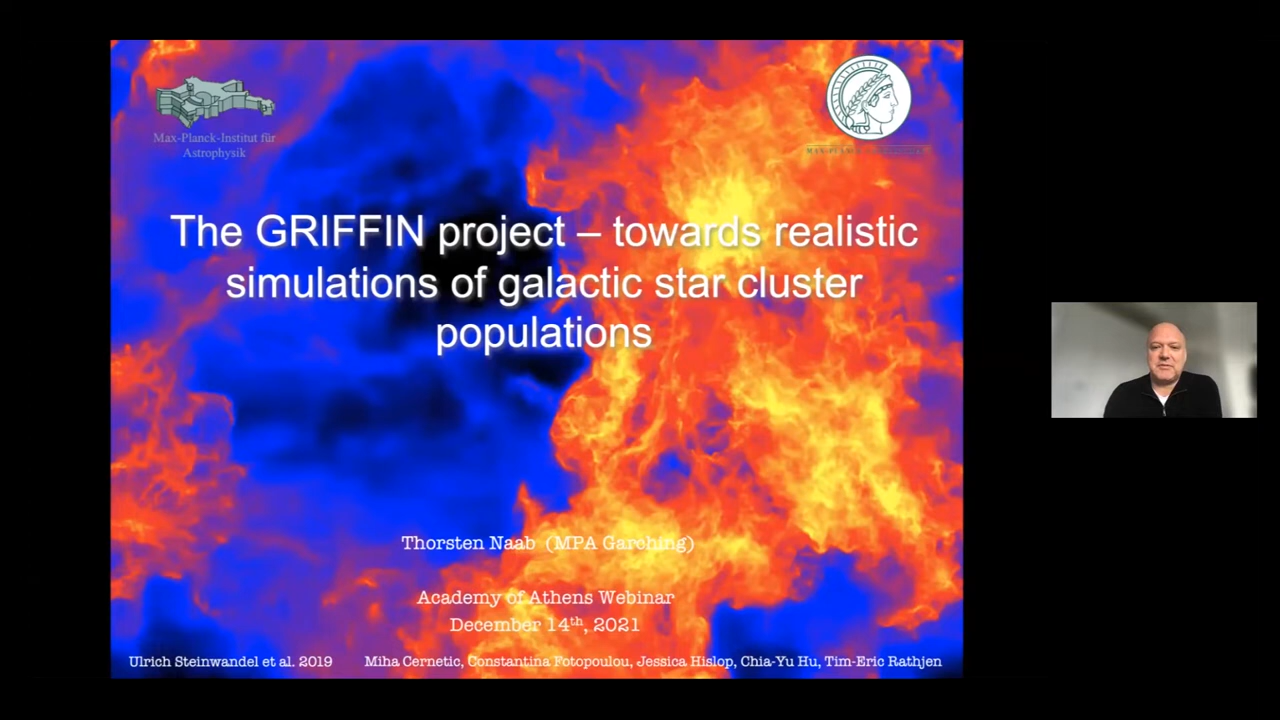 Max-Planck-Institut für
Astrophysik
The GRIFFIN project – towards realistic
simulations of galactic star cluster
populations
Thorsten Naab (MPA Garching)
Academy of Athens Webinar
December 14th, 2021
Ulrich Steinwandel et al. 2019
Miha Cernetic, Constantina Fotopoulou, Jessica Hislop, Chia-Yu Hu, Tim-Eric Rathjen